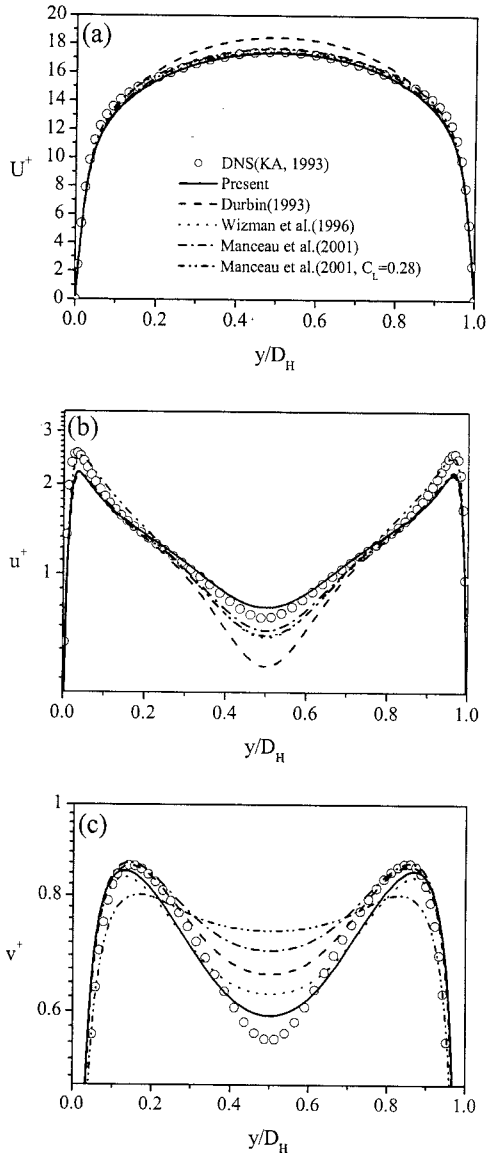 20
18
16
14
12
10
8
6
4
2
0
(a)
U+
DNS(KA, 1993)
Present
Durbin(1993)
Wizman et al.(1996)
Manceau et al.(2001)
Manceau et al.(2001, CL=0.28)
0.0 0.2 0.4 0.6 0.8 1.0
y/DH
3
2
1
(b)
u+
0.0 0.2 0.4 0.6 0.8 1.0
y/DH
1
0.8
0.6
(c)
v+
0.0 0.2 0.4 0.6 0.8 1.0
y/DH